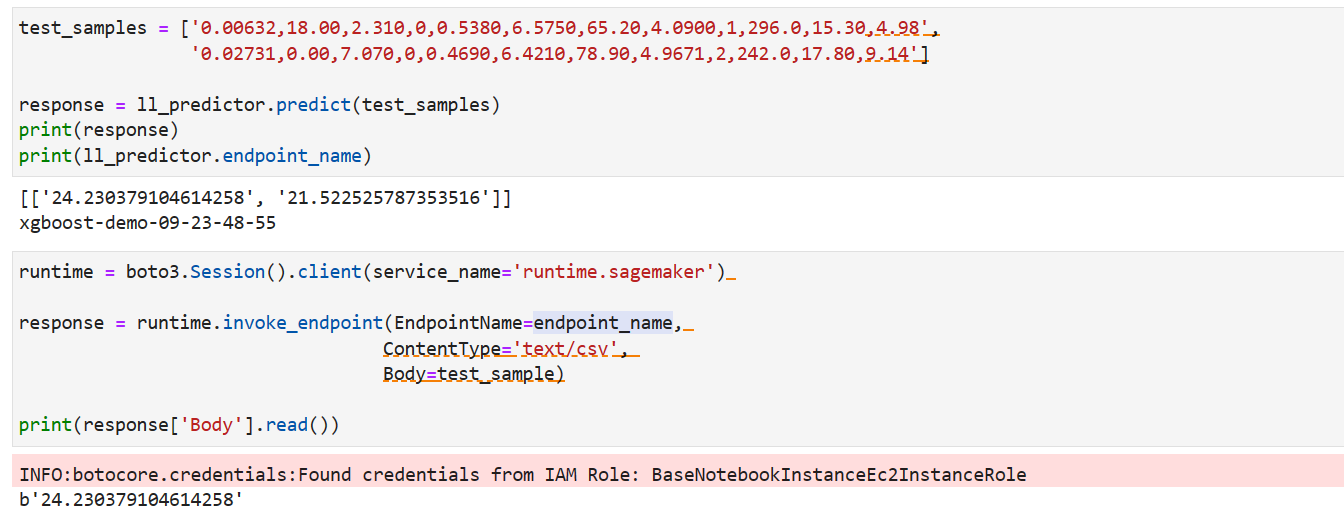 test_samples = ['0.00632,18.00,2.310,0,0.5380,6.5750,65.20,4.0900,1,296.0,15.30,4.98',
'0.02731,0.00,7.070,0,0.4690,6.4210,78.90,4.9671,2,242.0,17.80,9.14']
response = ll_predictor.predict(test_samples)
print(response)
print(ll_predictor.endpoint_name)
[['24.230379104614258', '21.522525787353516']]
xgboost-demo-09-23-48-55
runtime = boto3.Session().client(service_name='runtime.sagemaker')
response = runtime.invoke_endpoint(EndpointName=endpoint_name,
ContentType='text/csv',
Body=test_sample)
print(response['Body'].read())
INFO:botocore.credentials:Found credentials from IAM Role: BaseNotebookInstanceEc2InstanceRole
b'24.230379104614258'